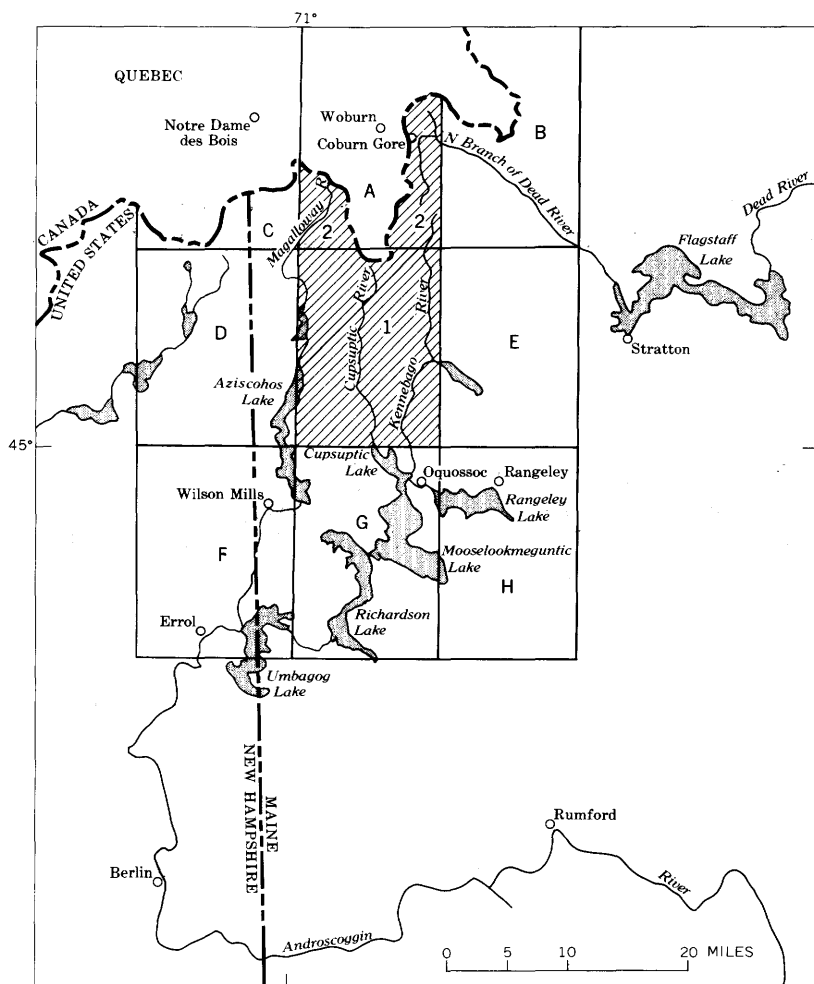 71°
QUEBEC
Notre Dame
des Bois
Woburn
Coburn Gore
B
N Branch of Dead River
Dead River
A
R
CANADA
UNITED STATES
C
Magalloway
2
2
Flagstaff
Lake
River
River
D
1
E
Stratton
Cupsuptic
Aziscohos
Lake
Kennebago
45°
Cupsuptic
Lake
Oquossoc
Rangeley
Wilson Mills
Rangeley
Lake
F
G
Mooselookmeguntic
Lake
H
Errol
Richardson
Lake
Umbagog
Lake
NEW HAMPSHIRE
MAINE
Rumford
Berlin
River
Androscoggin
0 5 10 20 MILES